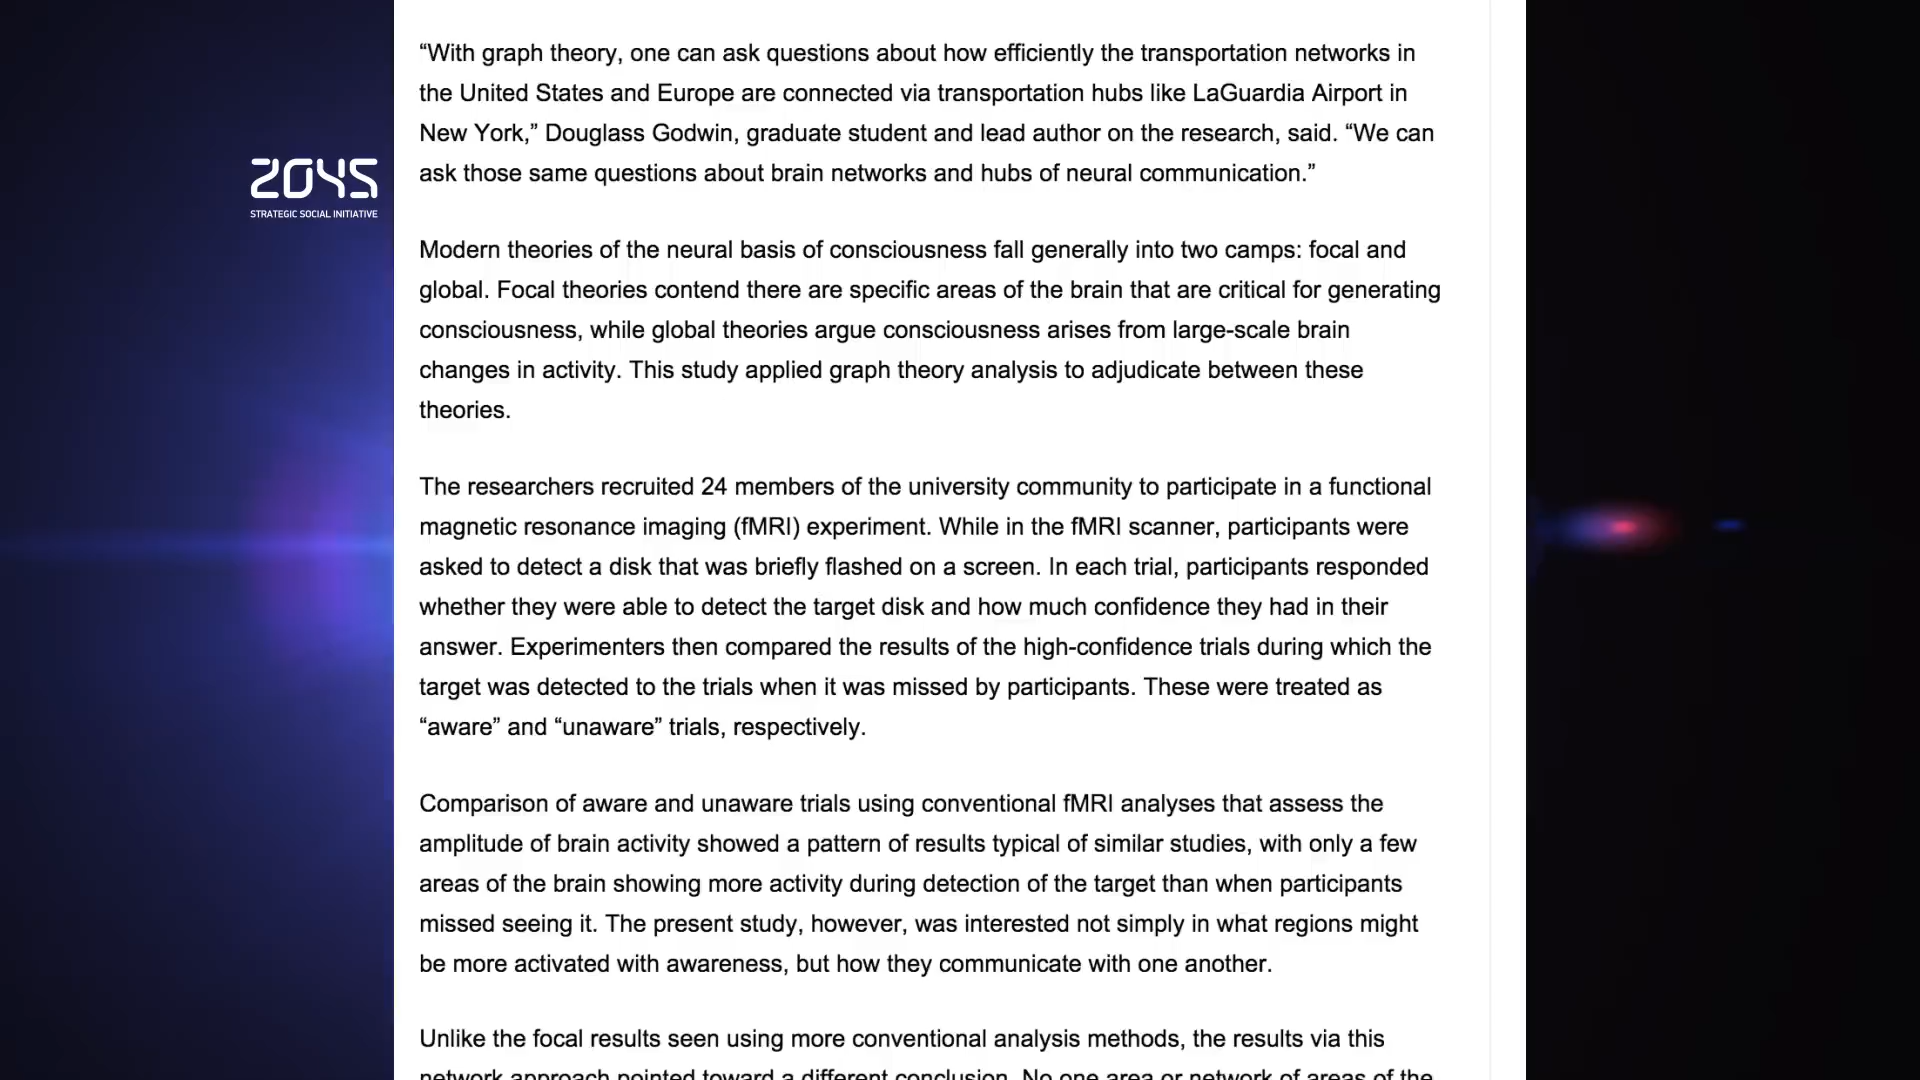 2045
STRATEGIC SOCIAL INITIATIVE
“With graph theory, one can ask questions about how efficiently the transportation networks in
the United States and Europe are connected via transportation hubs like LaGuardia Airport in
New York,” Douglass Godwin, graduate student and lead author on the research, said. “We can
ask those same questions about brain networks and hubs of neural communication.”
Modern theories of the neural basis of consciousness fall generally into two camps: focal and
global. Focal theories contend there are specific areas of the brain that are critical for generating
consciousness, while global theories argue consciousness arises from large-scale brain
changes in activity. This study applied graph theory analysis to adjudicate between these
theories.
The researchers recruited 24 members of the university community to participate in a functional
magnetic resonance imaging (fMRI) experiment. While in the fMRI scanner, participants were
asked to detect a disk that was briefly flashed on a screen. In each trial, participants responded
whether they were able to detect the target disk and how much confidence they had in their
answer. Experimenters then compared the results of the high-confidence trials during which the
target was detected to the trials when it was missed by participants. These were treated as
“aware” and “unaware” trials, respectively.
Comparison of aware and unaware trials using conventional fMRI analyses that assess the
amplitude of brain activity showed a pattern of results typical of similar studies, with only a few
areas of the brain showing more activity during detection of the target than when participants
missed seeing it. The present study, however, was interested not simply in what regions might
be more activated with awareness, but how they communicate with one another.
Unlike the focal results seen using more conventional analysis methods, the results via this
network approach pointed toward a different conclusion. No one area or network of areas of the